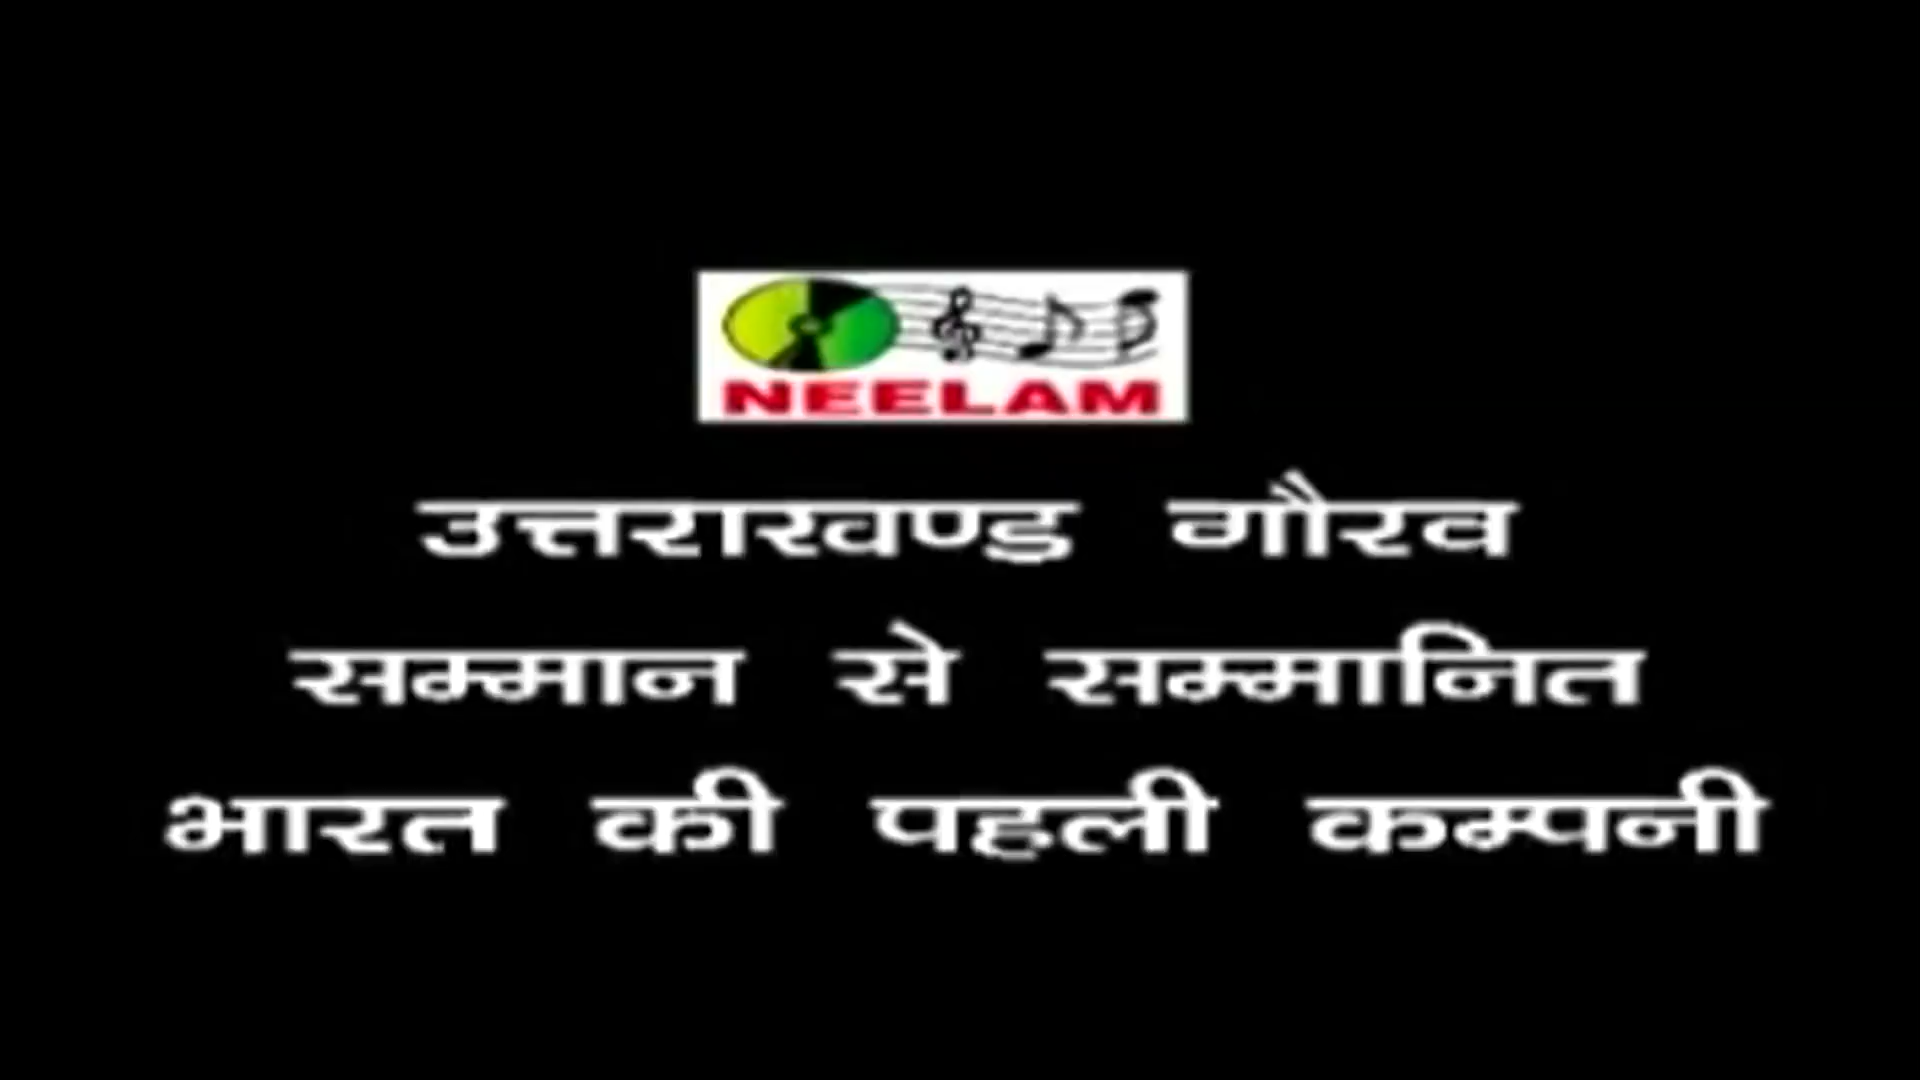 NEELAM
उत्तराखण्ड गौरव
सम्मान से सम्मानित
भारत की पहली कम्पनी